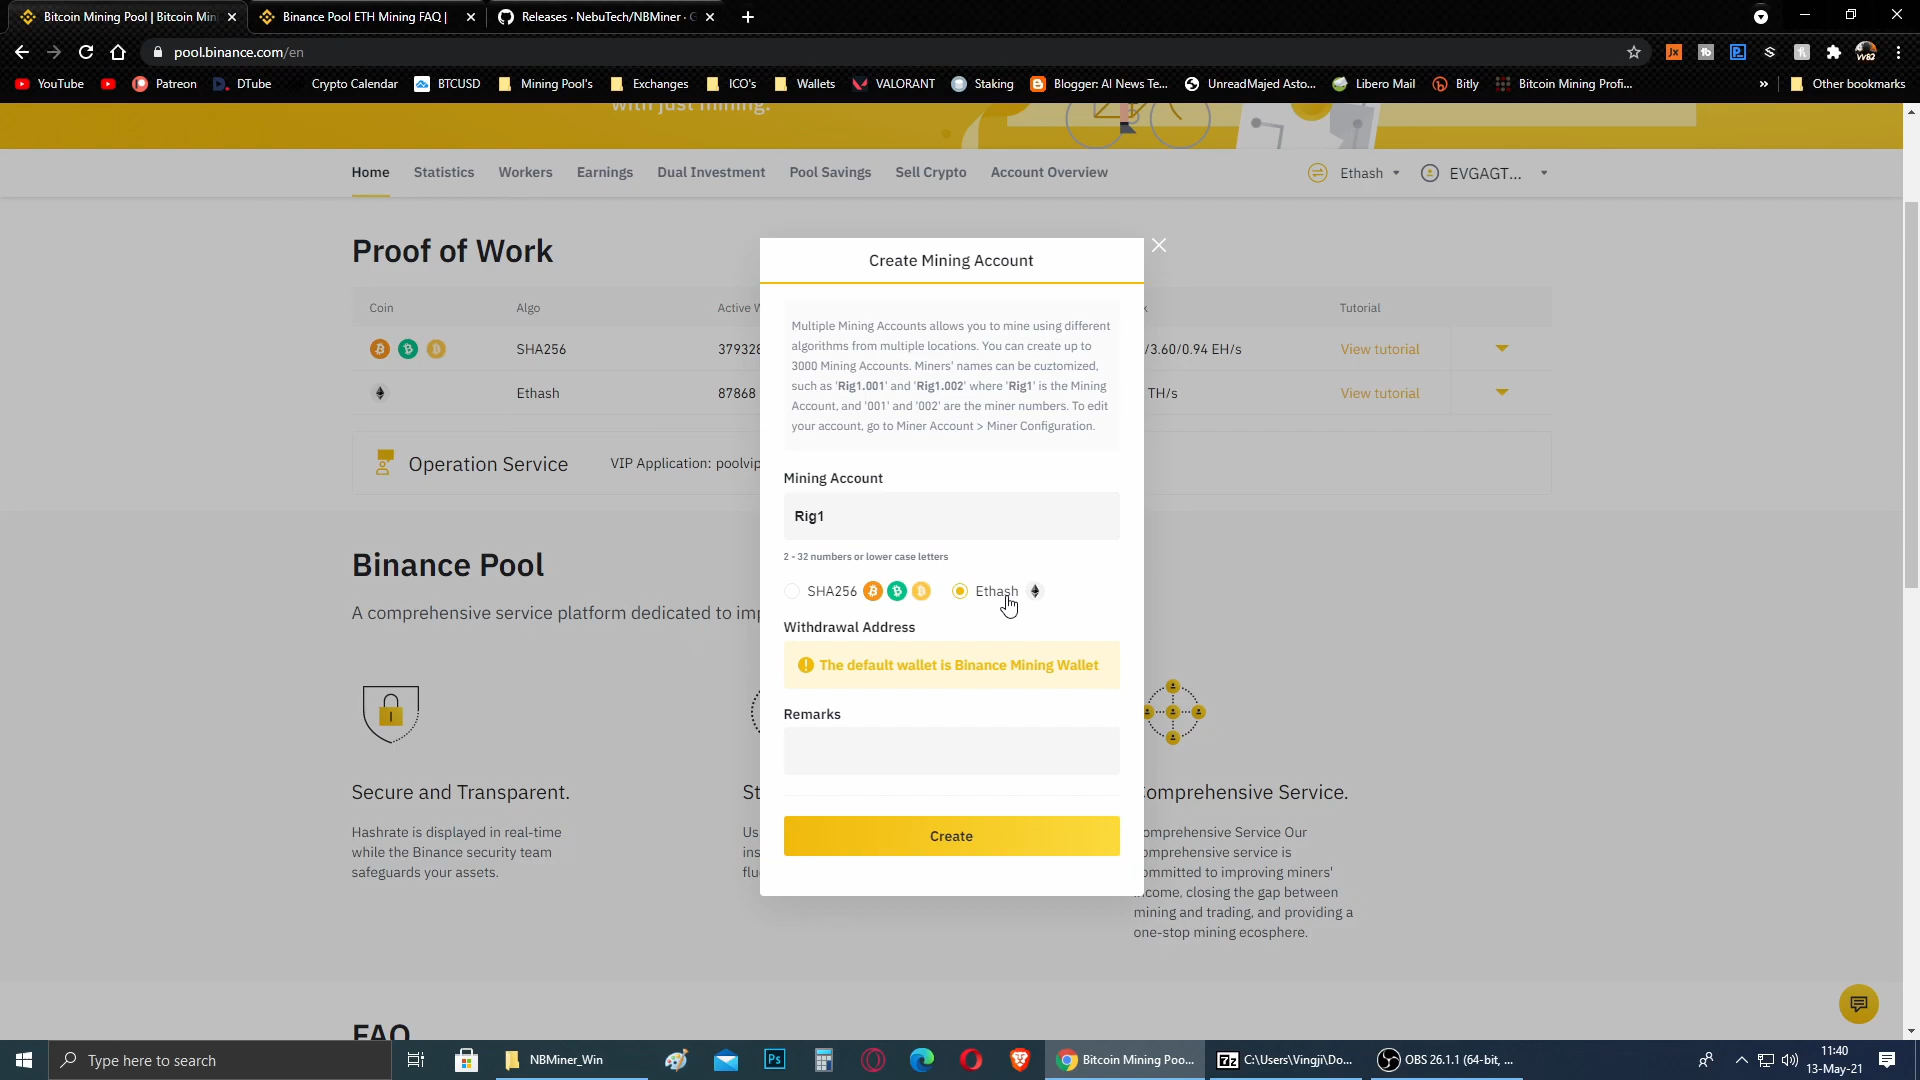 Bitcoin Mining Pool | Bitcoin Min
Binance Pool ETH Mining FAQ |
Releases · NebuTech/NBMiner · G
pool.binance.com/en
YouTube
Patreon
DTube
Crypto Calendar
BTCUSD
Mining Pool's
Exchanges
ICO's
Wallets
VALORANT
Staking
Blogger: AI News Te...
UnreadMajed Asto...
Libero Mail
Bitly
Bitcoin Mining Profi...
Other bookmarks
with just mining.
Home
Statistics
Workers
Earnings
Dual Investment
Pool Savings
Sell Crypto
Account Overview
Ethash
EVGAGT...
Proof of Work
Coin
Algo
Active W
Tutorial
SHA256
379328
/3.60/0.94 EH/s
View tutorial
Ethash
87868
TH/s
View tutorial
Operation Service
VIP Application: poolvip
Create Mining Account
Multiple Mining Accounts allows you to mine using different
algorithms from multiple locations. You can create up to
3000 Mining Accounts. Miners' names can be cuztomized,
such as 'Rig1.001' and 'Rig1.002' where 'Rig1' is the Mining
Account, and '001' and '002' are the miner numbers. To edit
your account, go to Miner Account > Miner Configuration.
Mining Account
Rig1
2 - 32 numbers or lower case letters
SHA256
Ethash
Withdrawal Address
The default wallet is Binance Mining Wallet
Remarks
Create
Binance Pool
A comprehensive service platform dedicated to imp
Secure and Transparent.
Hashrate is displayed in real-time
while the Binance security team
safeguards your assets.
St
Us
ins
flu
omprehensive Service.
omprehensive Service Our
omprehensive service is
ommitted to improving miners'
come, closing the gap between
mining and trading, and providing a
one-stop mining ecosphere.
FAQ
Type here to search
NBMiner_Win
Bitcoin Mining Poo...
C:\Users\Vingji\Do...
OBS 26.1.1 (64-bit, ...
11:40
13-May-21